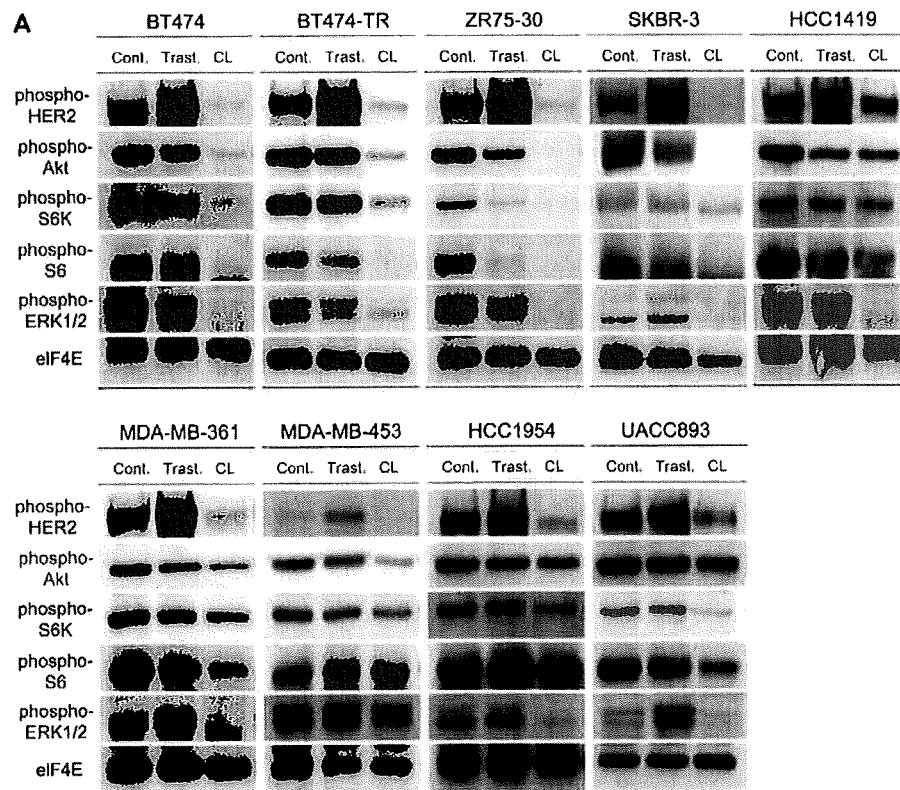 A
BT474 BT474-TR ZR75-30 SKBR-3 HCC1419
Cont. Trast. CL Cont. Trast. CL Cont. Trast. CL Cont. Trast. CL Cont. Trast. CL
phospho-
HER2
phospho-
Akt
phospho-
S6K
phospho-
S6
phospho-
ERK1/2
eIF4E
MDA-MB-361 MDA-MB-453 HCC1954 UACC893
Cont. Trast. CL Cont. Trast. CL Cont. Trast. CL Cont. Trast. CL
phospho-
HER2
phospho-
Akt
phospho-
S6K
phospho-
S6
phospho-
ERK1/2
eIF4E